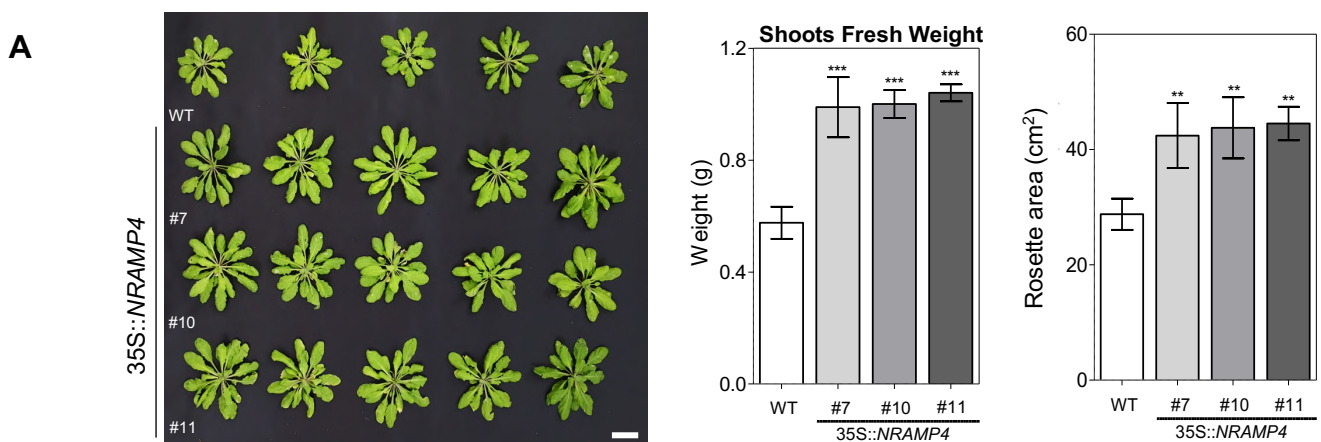 A
WT
#7
#10
#11
35S::NRAMP4
Shoots Fresh Weight
Weight (g)
1.2
0.8
0.4
0.0
***
***
***
WT
#7
#10
#11
35S::NRAMP4
Rosette area (cm²)
60
40
20
0
**
**
**
WT
#7
#10
#11
35S::NRAMP4